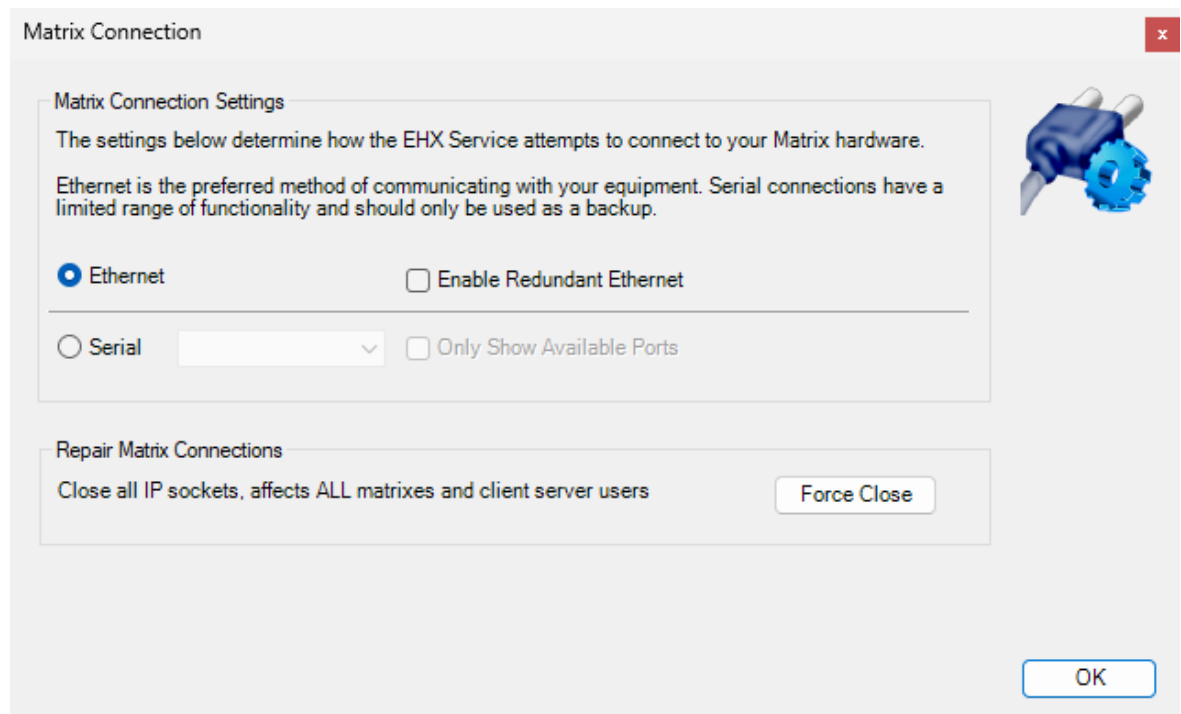 Matrix Connection
x
Matrix Connection Settings
The settings below determine how the EHX Service attempts to connect to your Matrix hardware.
Ethernet is the preferred method of communicating with your equipment. Serial connections have a
limited range of functionality and should only be used as a backup.
Ethernet
Enable Redundant Ethernet
Serial
Only Show Available Ports
Repair Matrix Connections
Close all IP sockets, affects ALL matrixes and client server users
Force Close
OK